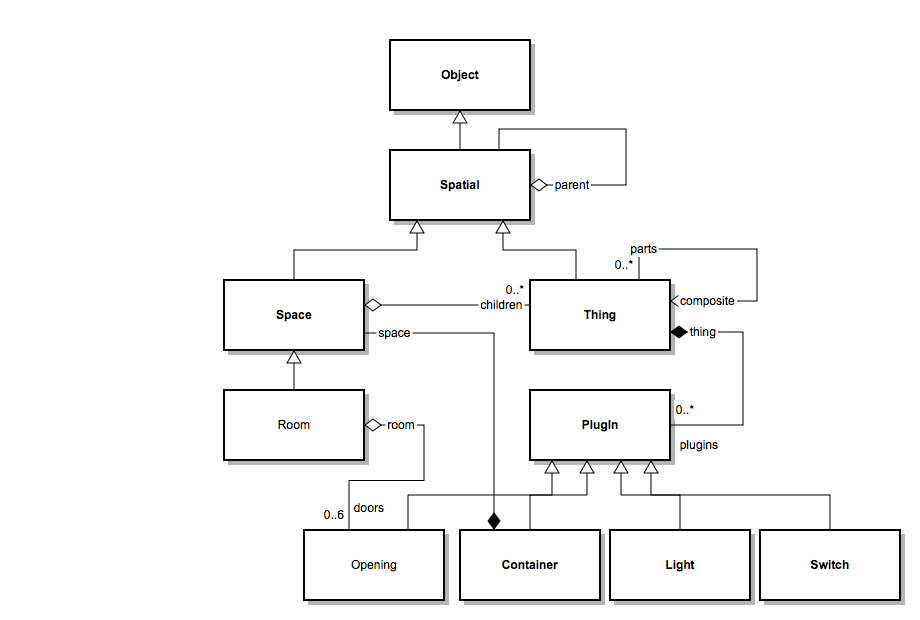 Object
Spatial
parent
parts
0..*
0..*
children
composite
Space
Thing
space
thing
Room
room
PlugIn
0..*
plugins
doors
0..6
Opening
Container
Light
Switch